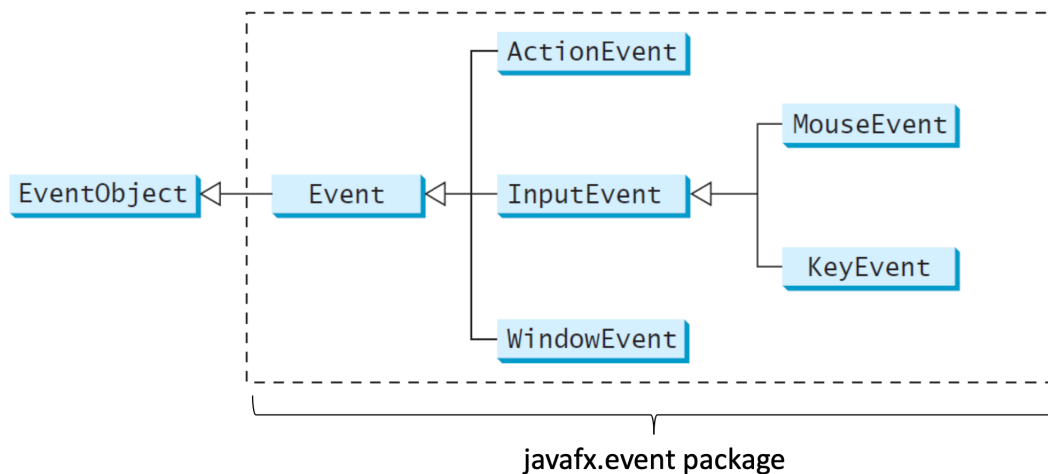 ActionEvent
MouseEvent
EventObject
Event
InputEvent
KeyEvent
WindowEvent
javafx.event package